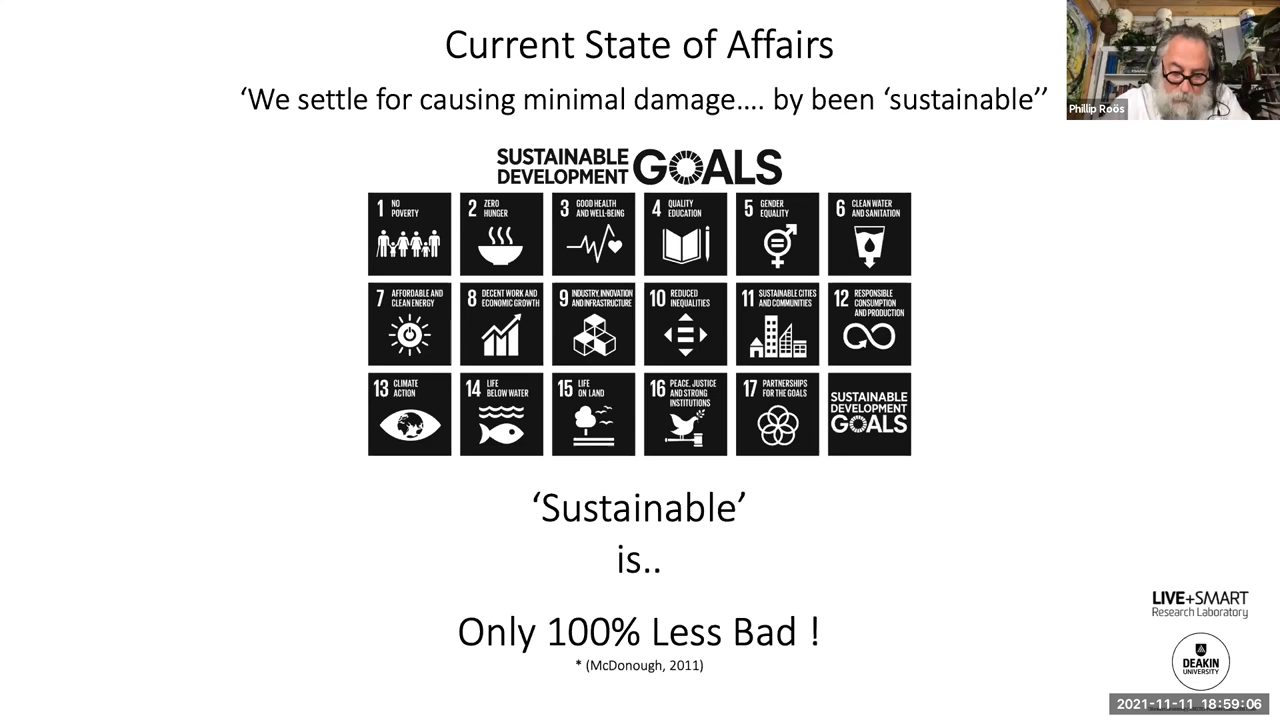 Current State of Affairs
‘We settle for causing minimal damage…. by been ‘sustainable’’
Phillip Roös
SUSTAINABLE
DEVELOPMENT GOALS
1 NO
POVERTY
2 ZERO
HUNGER
3 GOOD HEALTH
AND WELL-BEING
4 QUALITY
EDUCATION
5 GENDER
EQUALITY
6 CLEAN WATER
AND SANITATION
7 AFFORDABLE AND
CLEAN ENERGY
8 DECENT WORK AND
ECONOMIC GROWTH
9 INDUSTRY, INNOVATION
AND INFRASTRUCTURE
10 REDUCED
INEQUALITIES
11 SUSTAINABLE CITIES
AND COMMUNITIES
12 RESPONSIBLE
CONSUMPTION
AND PRODUCTION
13 CLIMATE
ACTION
14 LIFE
BELOW WATER
15 LIFE
ON LAND
16 PEACE, JUSTICE
AND STRONG
INSTITUTIONS
17 PARTNERSHIPS
FOR THE GOALS
SUSTAINABLE
DEVELOPMENT
GOALS
‘Sustainable’
is..
Only 100% Less Bad !
* (McDonough, 2011)
LIVE+SMART
Research Laboratory
DEAKIN
UNIVERSITY
2021-11-11 18:59:06